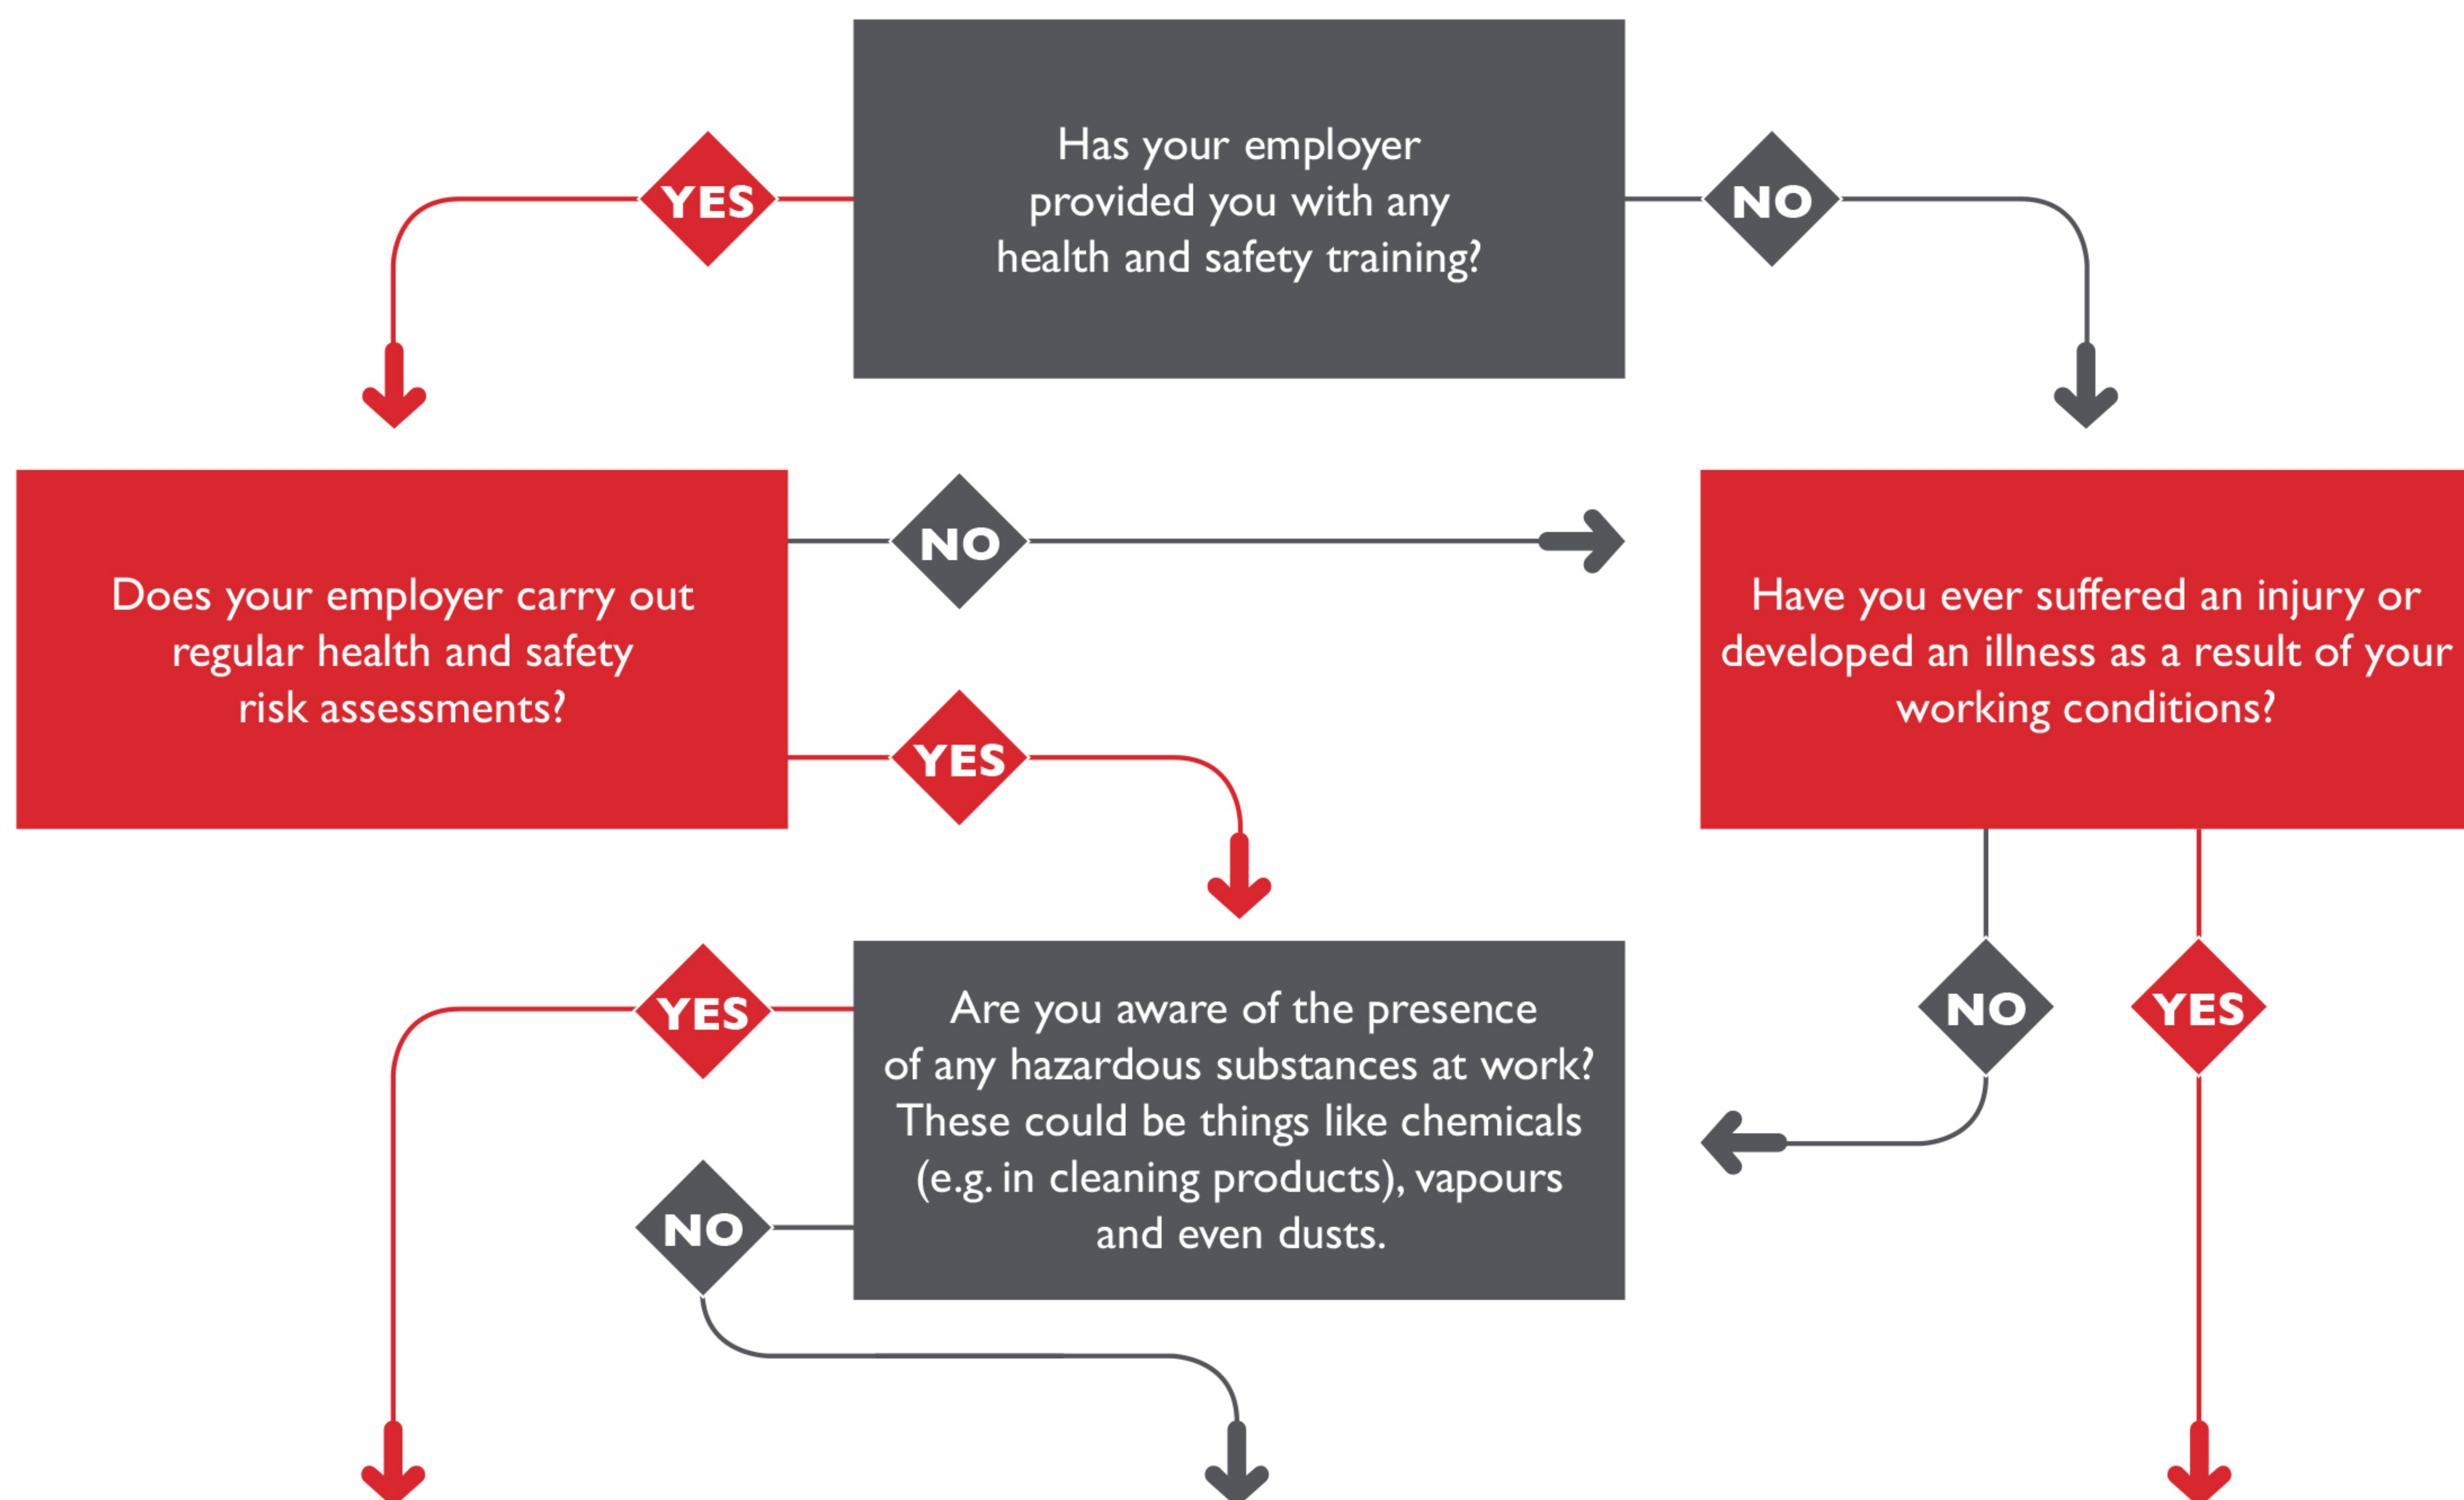 Has your employer
provided you with any
health and safety training?
YES
NO
Does your employer carry out
regular health and safety
risk assessments?
NO
YES
Have you ever suffered an injury or
developed an illness as a result of your
working conditions?
NO
YES
Are you aware of the presence
of any hazardous substances at work?
These could be things like chemicals
(e.g. in cleaning products), vapours
and even dusts.
YES
NO